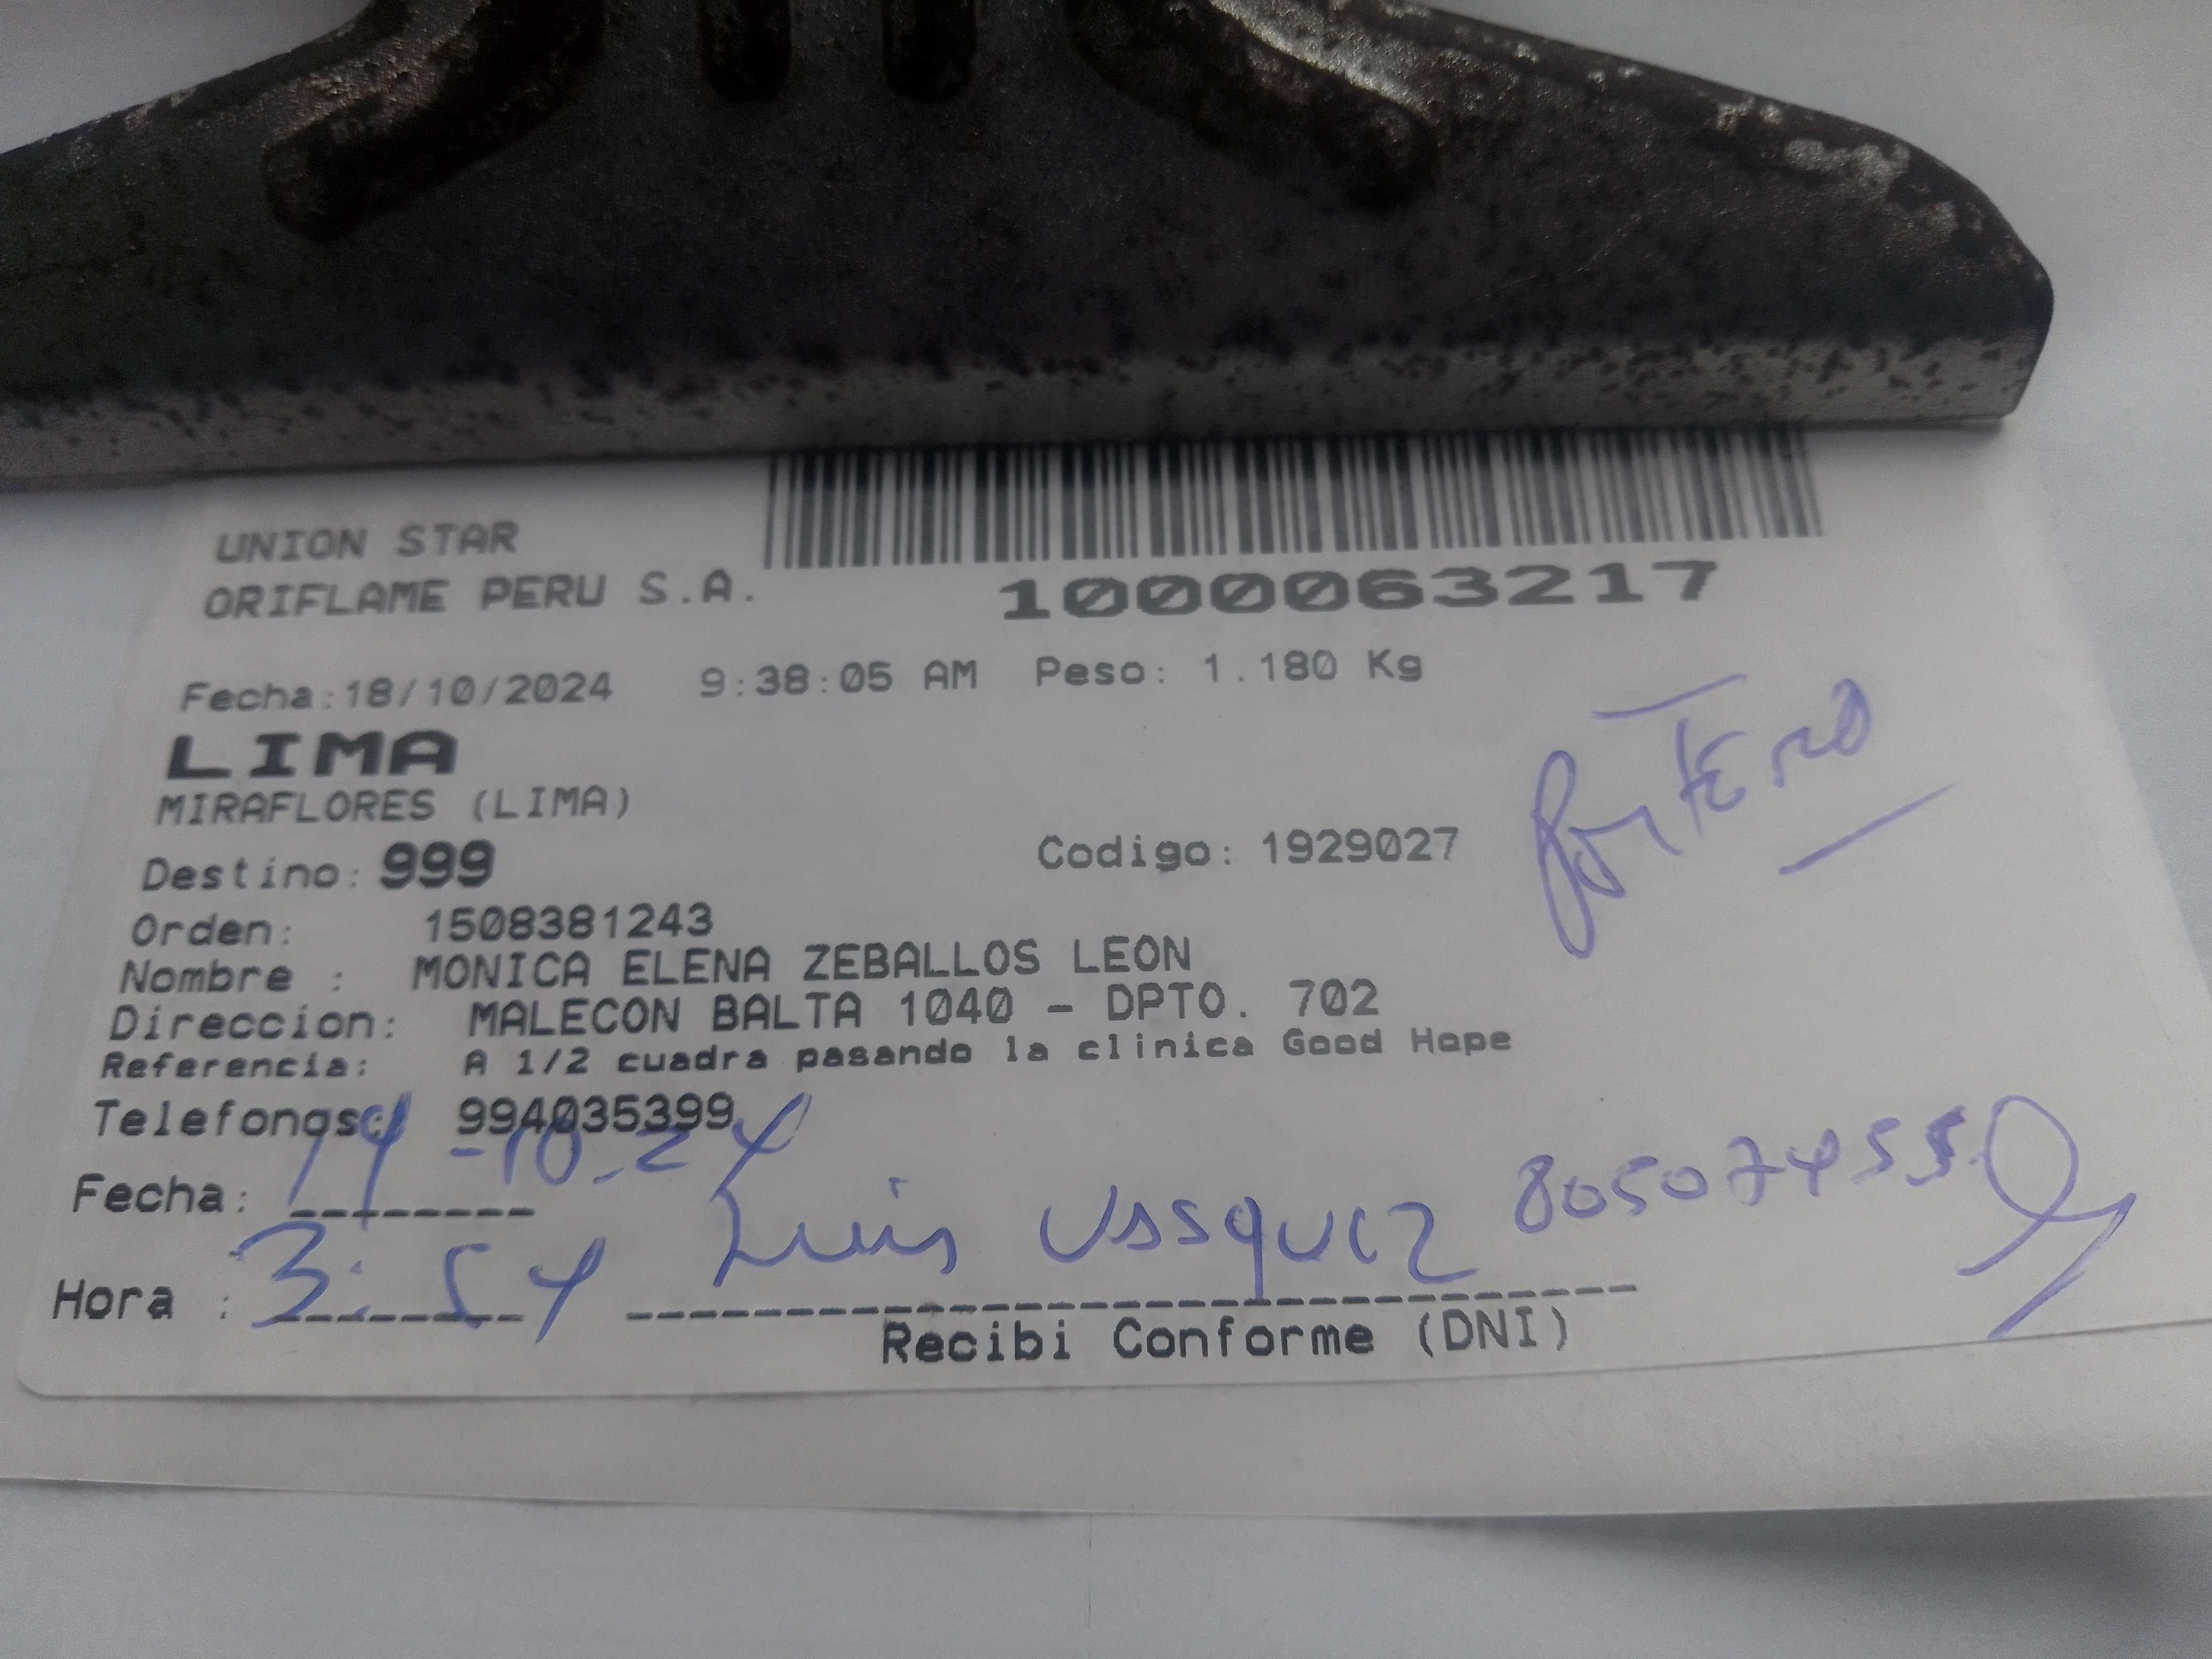 UNION STAR
ORIFLAME PERU S.A.
1000063217
Fecha:18/10/2024 9:38:05 AM Peso: 1.180 Kg
LIMA
MIRAFLORES (LIMA)
Destino: 999 Codigo: 1929027
PorTERO
Orden: 1508381243
Nombre : MONICA ELENA ZEBALLOS LEON
Direccion: MALECON BALTA 1040 - DPTO. 702
Referencia: A 1/2 cuadra pasando la clinica Good Hope
Telefonos: 994035399
Fecha: -10-24
Luis Vasquez
Hora : 3:54
Recibi Conforme (DNI)